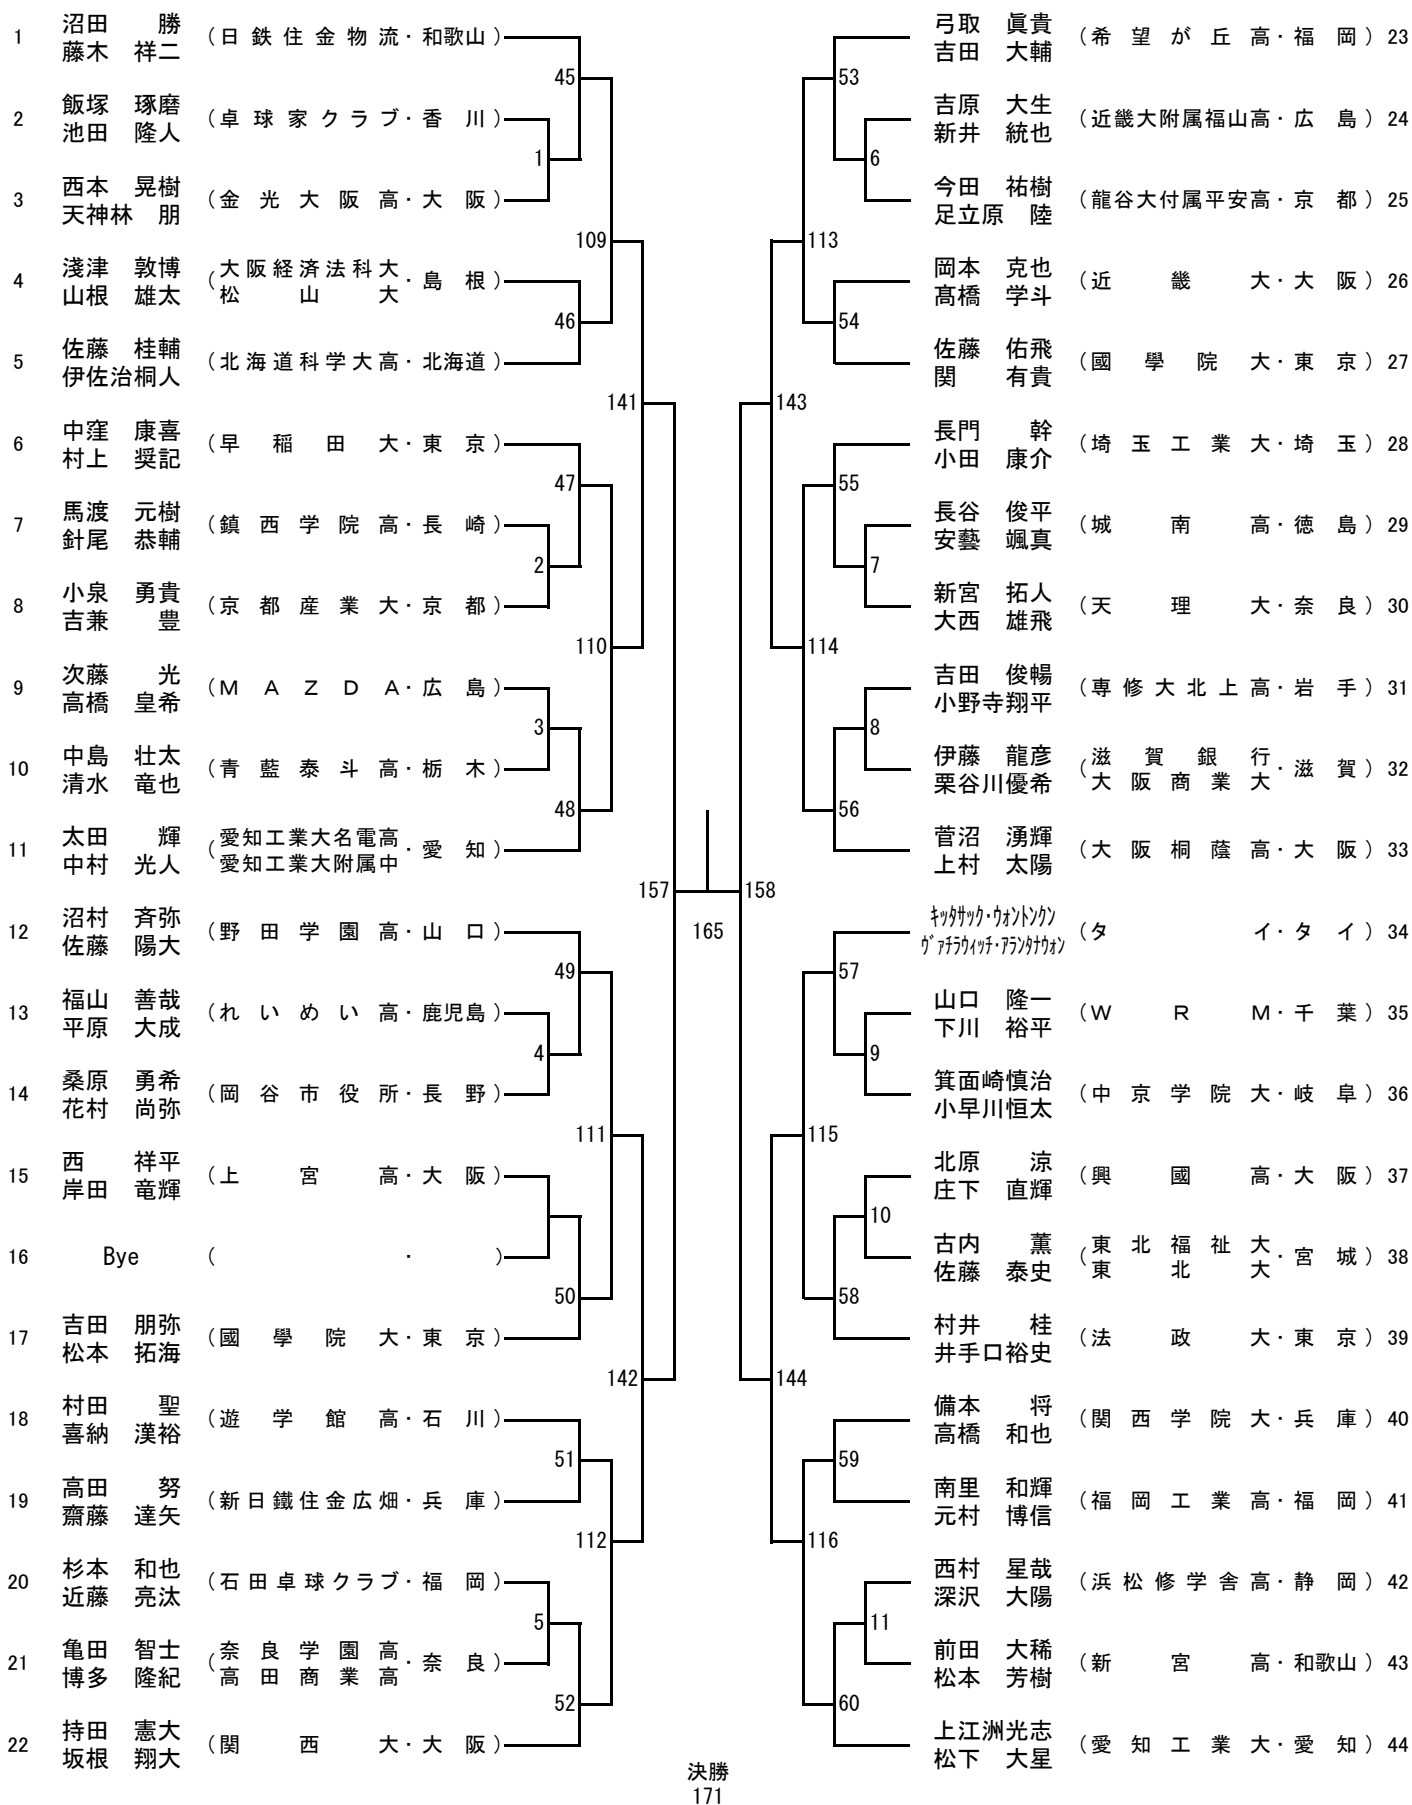 1 沼田 勝 藤木 祥二 (日鉄住金物流・和歌山)
2 飯塚 琢磨 池田 隆人 (卓球家クラブ・香川)
3 西本 晃樹 天神林 朋 (金光大阪高・大阪)
4 淺津 敦博 山根 雄太 (大阪経済法科大 松山大・島根)
5 佐藤 桂輔 伊佐治桐人 (北海道科学大高・北海道)
6 中窪 康喜 村上 奨記 (早稲田大・東京)
7 馬渡 元樹 針尾 恭輔 (鎮西学院高・長崎)
8 小泉 勇貴 吉兼 豊 (京都産業大・京都)
9 次藤 光 高橋 皇希 (MAZDA・広島)
10 中島 壮太 清水 竜也 (青藍泰斗高・栃木)
11 太田 輝 中村 光人 (愛知工業大名電高 愛知工業大附属中・愛知)
12 沼村 斉弥 佐藤 陽大 (野田学園高・山口)
13 福山 善哉 平原 大成 (れいめい高・鹿児島)
14 桑原 勇希 花村 尚弥 (岡谷市役所・長野)
15 西 祥平 岸田 竜輝 (上宮高・大阪)
16 Bye ( ・ )
17 吉田 朋弥 松本 拓海 (國學院大・東京)
18 村田 聖 喜納 漢裕 (遊学館高・石川)
19 高田 努 齋藤 達矢 (新日鐵住金広畑・兵庫)
20 杉本 和也 近藤 亮汰 (石田卓球クラブ・福岡)
21 亀田 智士 博多 隆紀 (奈良学園高 高田商業高・奈良)
22 持田 憲大 坂根 翔大 (関西大・大阪)
45
1
109
46
141
47
2
110
3
48
157
49
4
111
50
142
51
112
5
52
165
決勝
171
53
6
113
54
143
55
7
114
8
56
158
57
9
115
10
58
144
59
116
11
60
弓取 眞貴 吉田 大輔 (希望が丘高・福岡) 23
吉原 大生 新井 統也 (近畿大附属福山高・広島) 24
今田 祐樹 足立原 陸 (龍谷大付属平安高・京都) 25
岡本 克也 髙橋 学斗 (近畿大・大阪) 26
佐藤 佑飛 関 有貴 (國學院大・東京) 27
長門 幹 小田 康介 (埼玉工業大・埼玉) 28
長谷 俊平 安藝 颯真 (城南高・徳島) 29
新宮 拓人 大西 雄飛 (天理大・奈良) 30
吉田 俊暢 小野寺翔平 (専修大北上高・岩手) 31
伊藤 龍彦 栗谷川優希 (滋賀銀行 大阪商業大・滋賀) 32
菅沼 湧輝 上村 太陽 (大阪桐蔭高・大阪) 33
キッタサック・ウォントンクン ヴァチラウィッチ・アランタナウォン (タイ・タイ) 34
山口 隆一 下川 裕平 (WRM・千葉) 35
箕面崎慎治 小早川恒太 (中京学院大・岐阜) 36
北原 涼 庄下 直輝 (興國高・大阪) 37
古内 薫 佐藤 泰史 (東北福祉大 東北大・宮城) 38
村井 桂 井手口裕史 (法政大・東京) 39
備本 将 高橋 和也 (関西学院大・兵庫) 40
南里 和輝 元村 博信 (福岡工業高・福岡) 41
西村 星哉 深沢 大陽 (浜松修学舎高・静岡) 42
前田 大稀 松本 芳樹 (新宮高・和歌山) 43
上江洲光志 松下 大星 (愛知工業大・愛知) 44